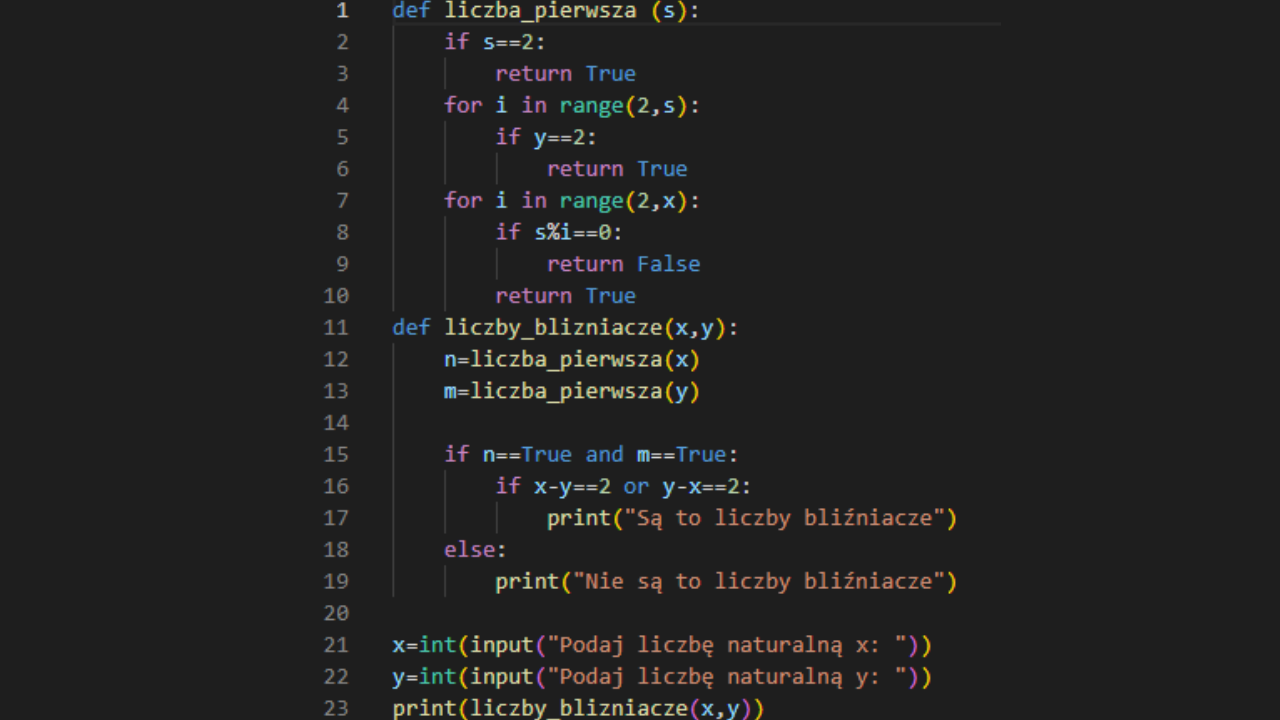 1 def liczba_pierwsza (s):
2 if s==2:
3 return True
4 for i in range(2,s):
5 if y==2:
6 return True
7 for i in range(2,x):
8 if s%i==0:
9 return False
10 return True
11 def liczby_blizniacze(x,y):
12 n=liczba_pierwsza(x)
13 m=liczba_pierwsza(y)
14
15 if n==True and m==True:
16 if x-y==2 or y-x==2:
17 print("Są to liczby bliźniacze")
18 else:
19 print("Nie są to liczby bliźniacze")
20
21 x=int(input("Podaj liczbę naturalną x: "))
22 y=int(input("Podaj liczbę naturalną y: "))
23 print(liczby_blizniacze(x,y))